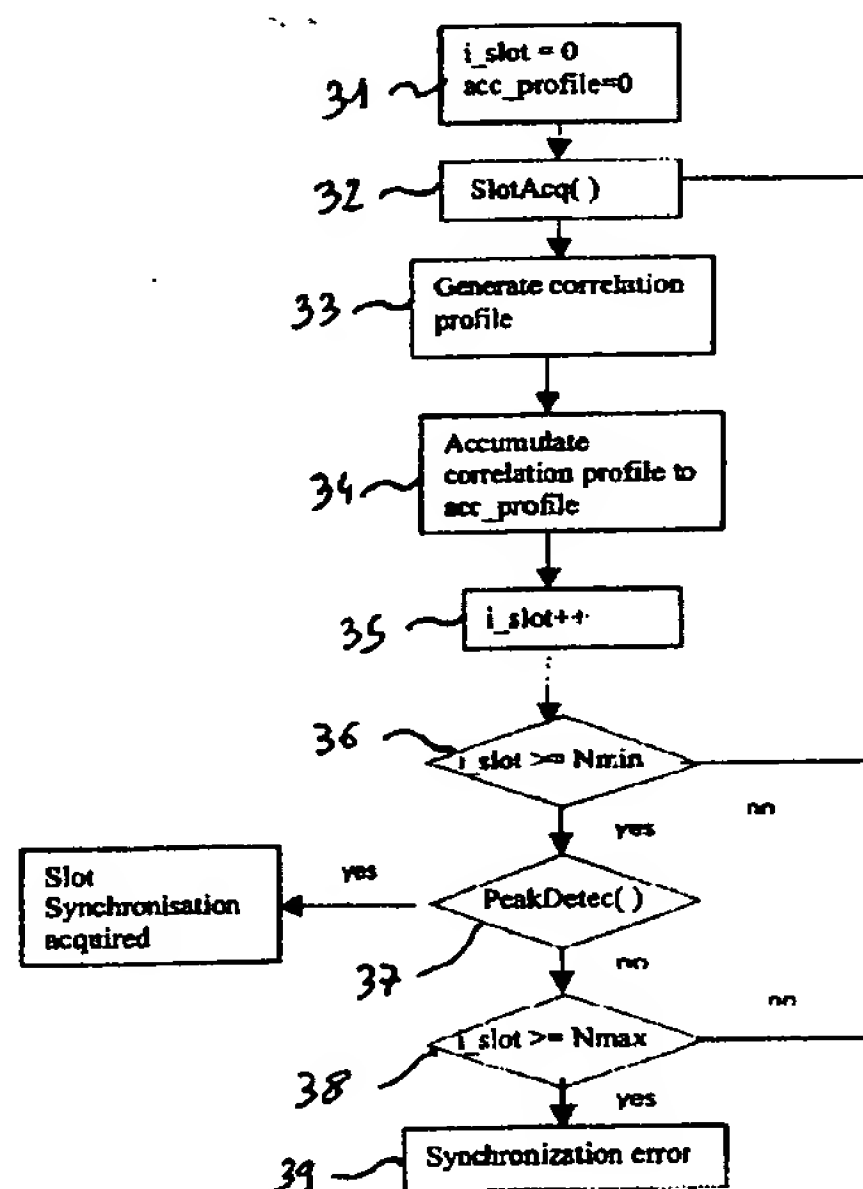 i_slot = 0
acc_profile=0
31
SlotAcq( )
32
Generate correlation
profile
33
Accumulate
correlation profile to
acc_profile
34
i_slot++
35
36
i_slot >= Nmin
no
yes
Slot
Synchronisation
acquired
yes
PeakDetec( )
37
no
no
i_slot >= Nmax
38
yes
Synchronization error
39